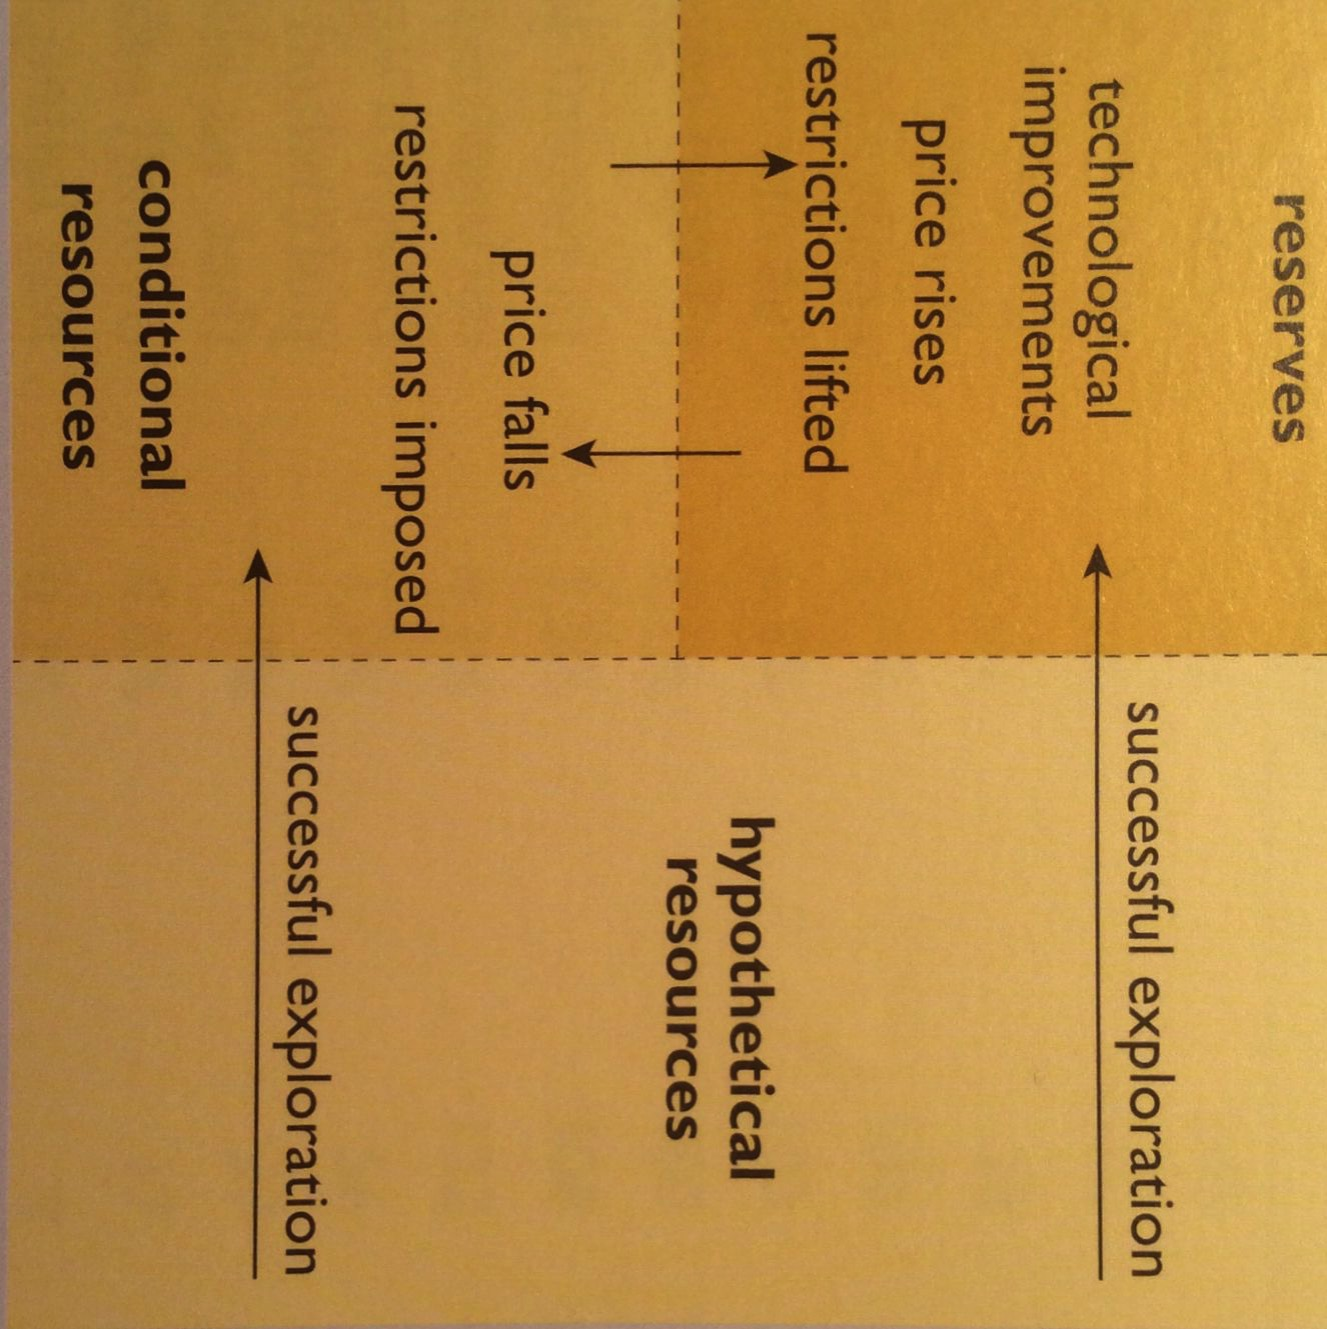 reserves
technological
improvements
price rises
restrictions lifted
price falls
restrictions imposed
conditional
resources
successful exploration
hypothetical
resources
successful exploration